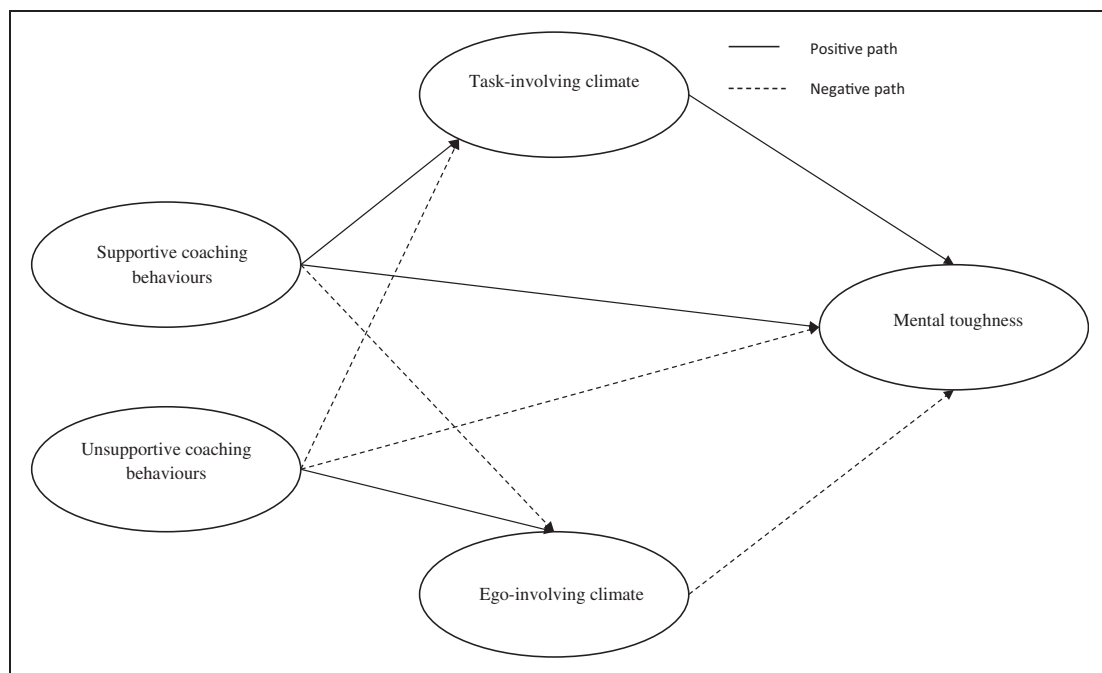 Task-involving climate
Positive path
Negative path
Supportive coaching
behaviours
Mental toughness
Unsupportive coaching
behaviours
Ego-involving climate